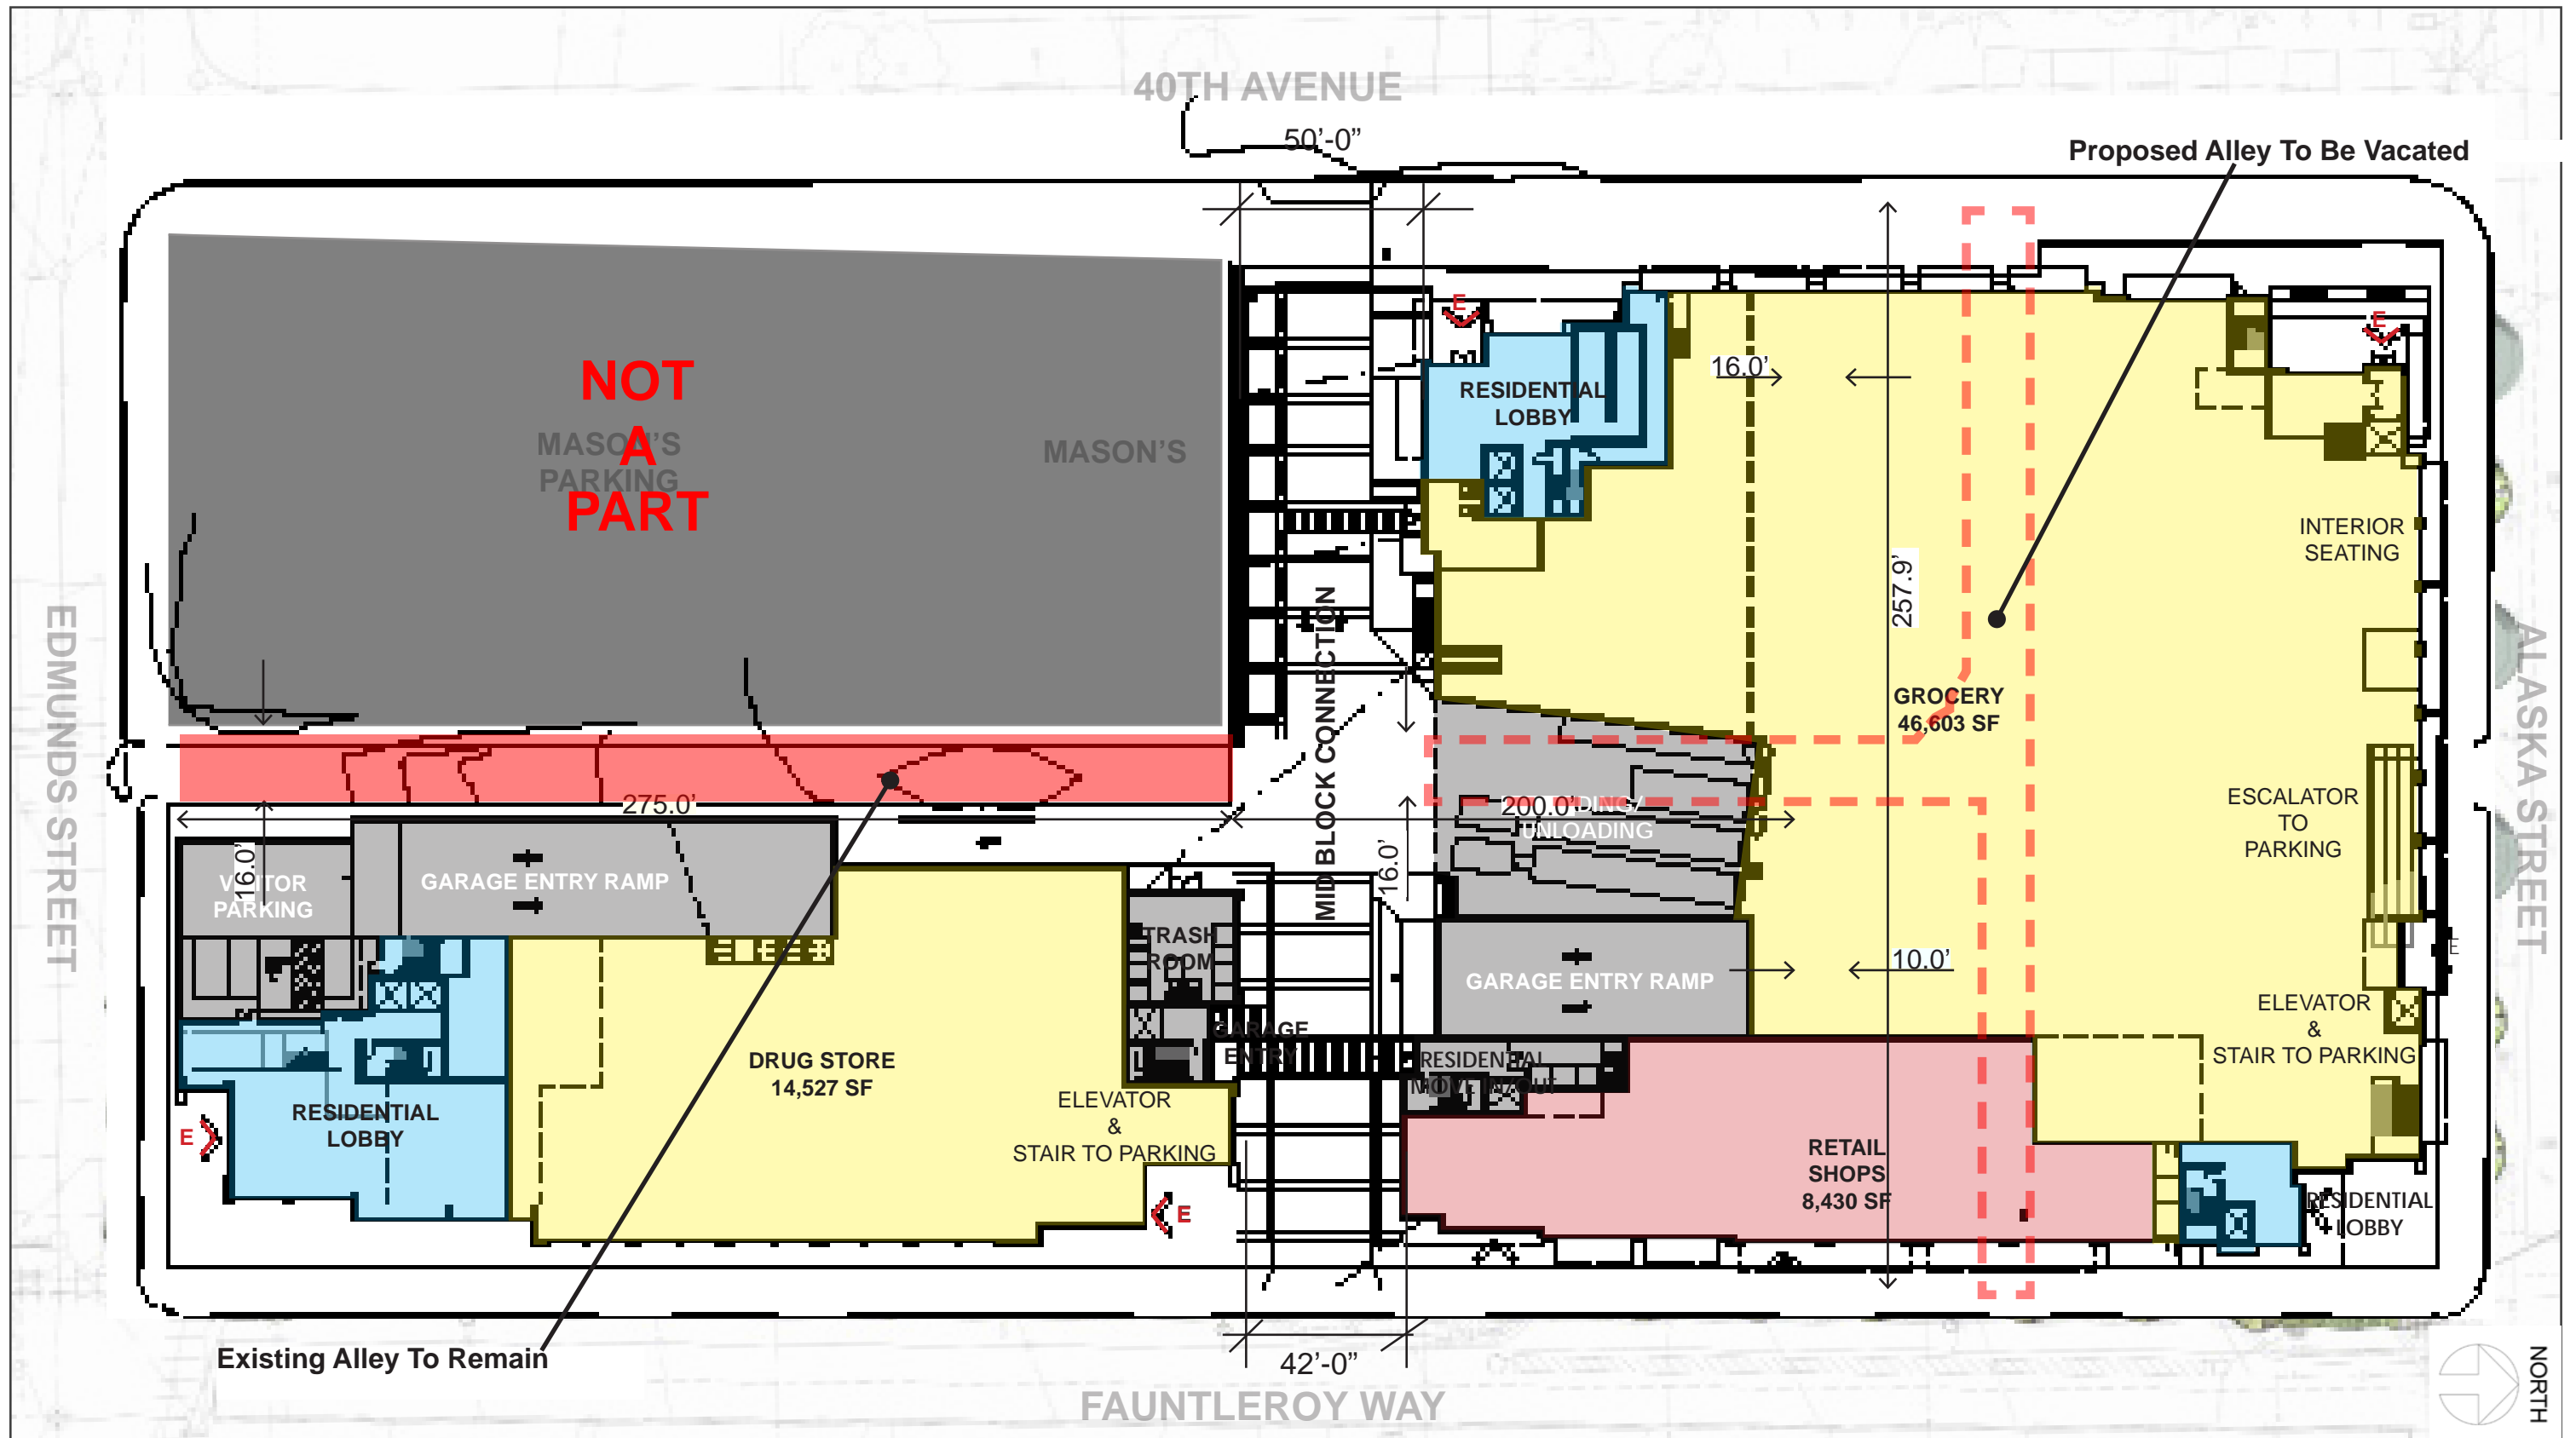 40TH AVENUE
50'-0”
Proposed Alley To Be Vacated
NOT
A
PART
MASON'S
PARKING
MASON'S
E
E
RESIDENTIAL
LOBBY
16.0'
INTERIOR
SEATING
257.9'
MID BLOCK CONNECTION
EDMUNDS STREET
ALASKA STREET
GROCERY
46,603 SF
275.0'
200.0'
UNLOADING
ESCALATOR
TO
PARKING
16.0'
16.0'
VISITOR
PARKING
GARAGE ENTRY RAMP
TRASH
ROOM
10.0'
E
GARAGE ENTRY RAMP
ELEVATOR
&
STAIR TO PARKING
GARAGE
ENTRY
RESIDENTIAL
MOVE IN/OUT
DRUG STORE
14,527 SF
ELEVATOR
&
STAIR TO PARKING
RESIDENTIAL
LOBBY
E
E
RETAIL
SHOPS
8,430 SF
RESIDENTIAL
LOBBY
Existing Alley To Remain
42'-0”
FAUNTLEROY WAY
NORTH